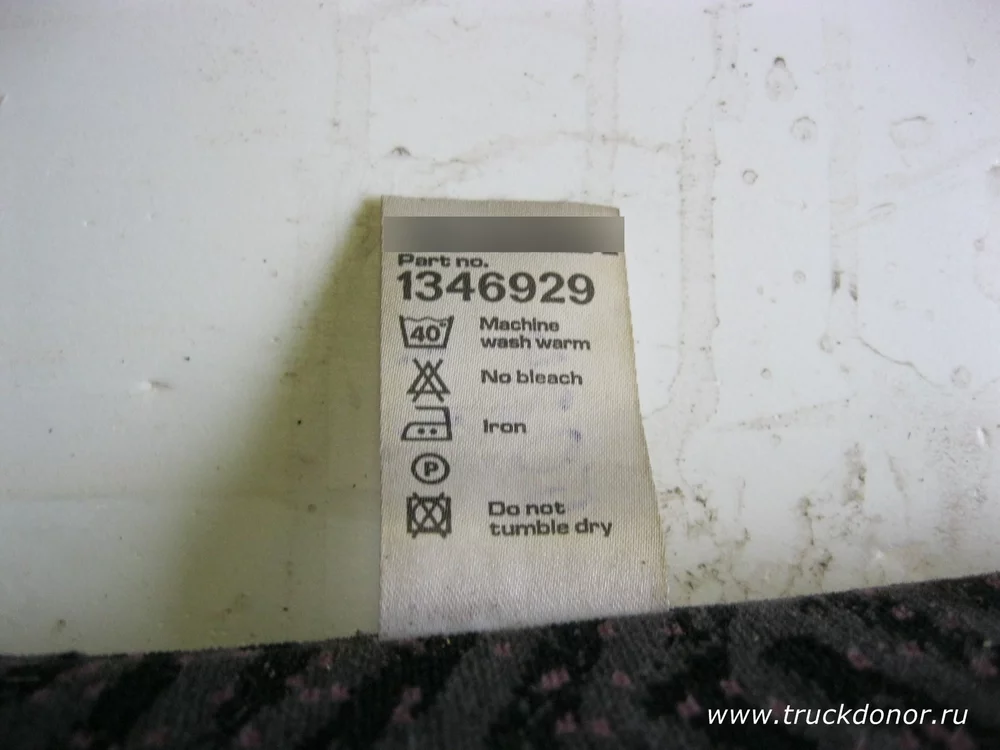 Part no.
1346929
40° Machine
wash warm
No bleach
Iron
P
Do not
tumble dry
www.truckdonor.ru